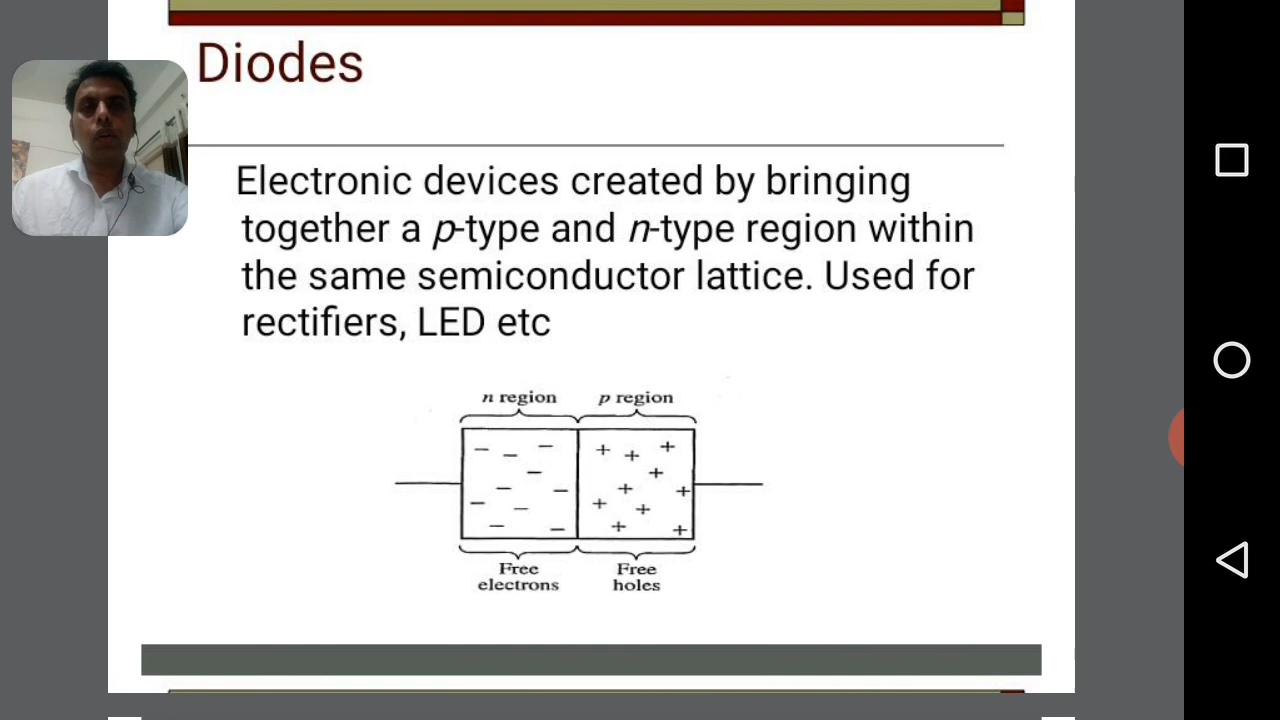 Diodes
Electronic devices created by bringing
together a p-type and n-type region within
the same semiconductor lattice. Used for
rectifiers, LED etc
n region p region
Free electrons
Free holes